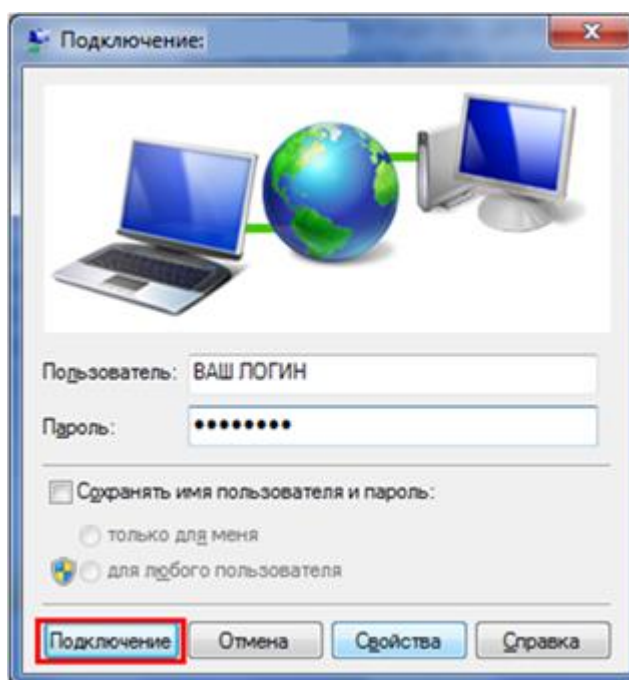 Подключение:
Пользователь: ВАШ ЛОГИН
Пароль: ••••••••
Сохранять имя пользователя и пароль:
только для меня
для любого пользователя
Подключение Отмена Свойства Справка